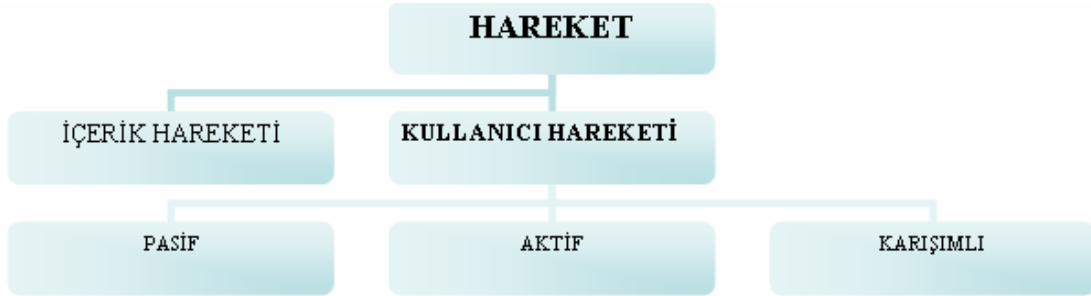 HAREKET
İÇERİK HAREKETİ
KULLANICI HAREKETİ
PASİF
AKTİF
KARIŞIMLI